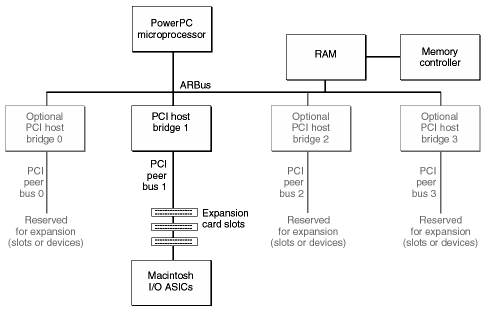 PowerPC
microprocessor
RAM
Memory
controller
ARBus
Optional
PCI host
bridge 0
PCI host
bridge 1
Optional
PCI host
bridge 2
Optional
PCI host
bridge 3
PCI
peer
bus 0
PCI
peer
bus 1
PCI
peer
bus 2
PCI
peer
bus 3
Expansion
card slots
Reserved
for expansion
(slots or devices)
Reserved
for expansion
(slots or devices)
Reserved
for expansion
(slots or devices)
Macintosh
I/O ASICs